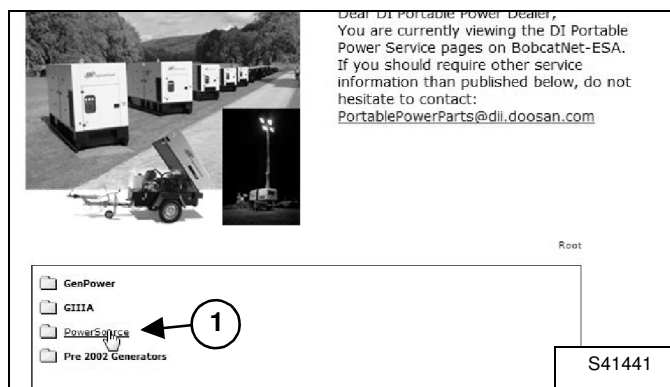 Dear DI Portable Power Dealer,
You are currently viewing the DI Portable
Power Service pages on BobcatNet-ESA.
If you should require other service
information than published below, do not
hesitate to contact:
PortablePowerParts@dii.doosan.com
Root
GenPower
GIIIA
PowerSource
1
Pre 2002 Generators
S41441